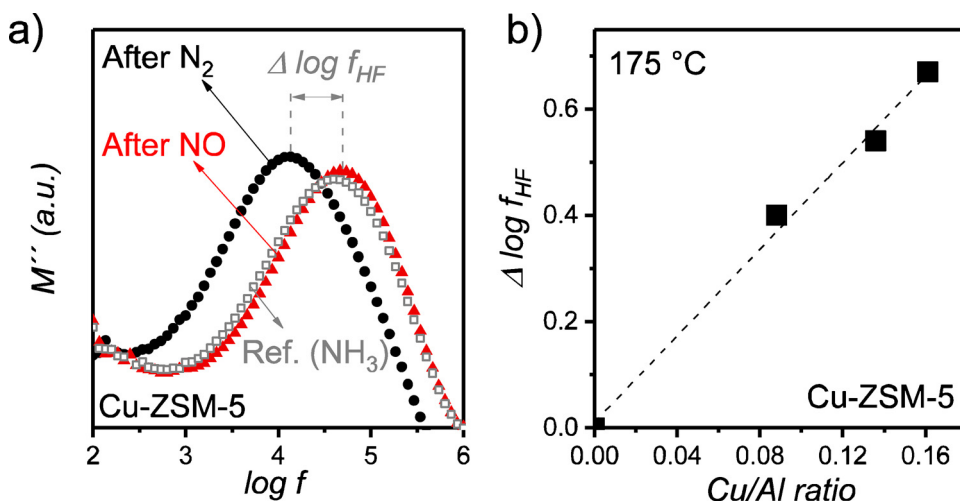 a)
After N2
Δ log fHF
After NO
Ref. (NH3)
Cu-ZSM-5
M´´ (a.u.)
2 3 4 5 6
log f
b)
175 °C
Δ log fHF
0.6
0.4
0.2
0.0
Cu-ZSM-5
0.00 0.04 0.08 0.12 0.16
Cu/Al ratio